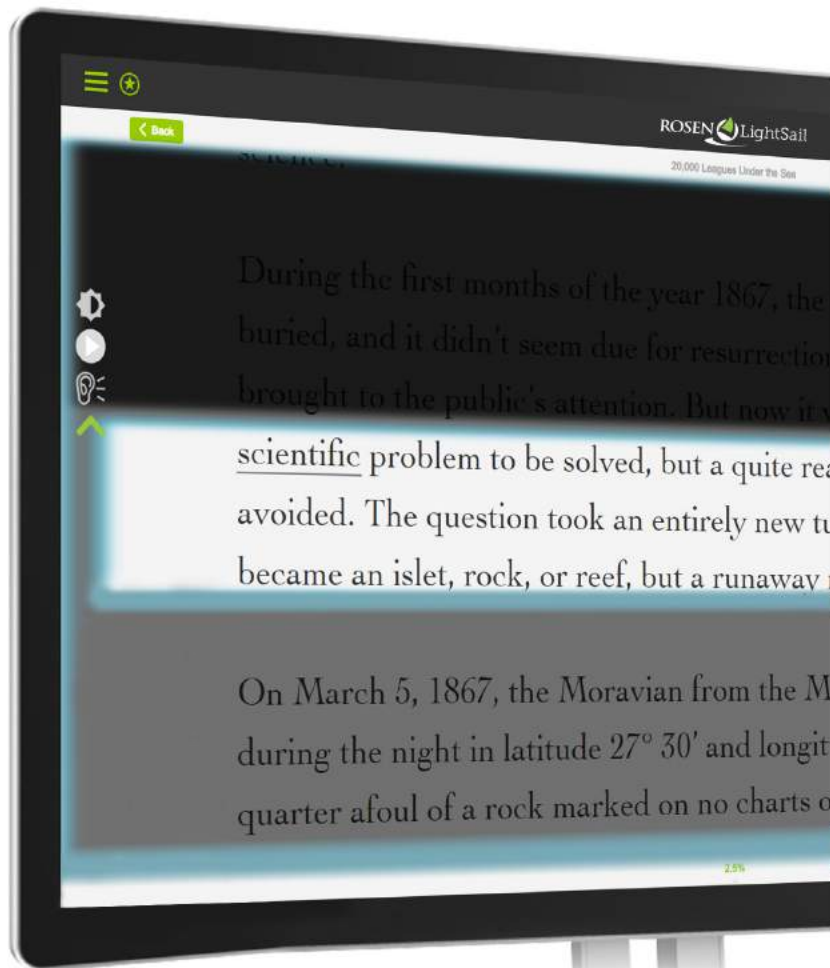 Back
ROSEN LightSail
20,000 Leagues Under the Sea
science.
During the first months of the year 1867, the
buried, and it didn't seem due for resurrection
brought to the public's attention. But now it
scientific problem to be solved, but a quite
avoided. The question took an entirely new
became an islet, rock, or reef, but a runaway
On March 5, 1867, the Moravian from the
during the night in latitude 27° 30' and
quarter afoul of a rock marked on no charts
2.5%